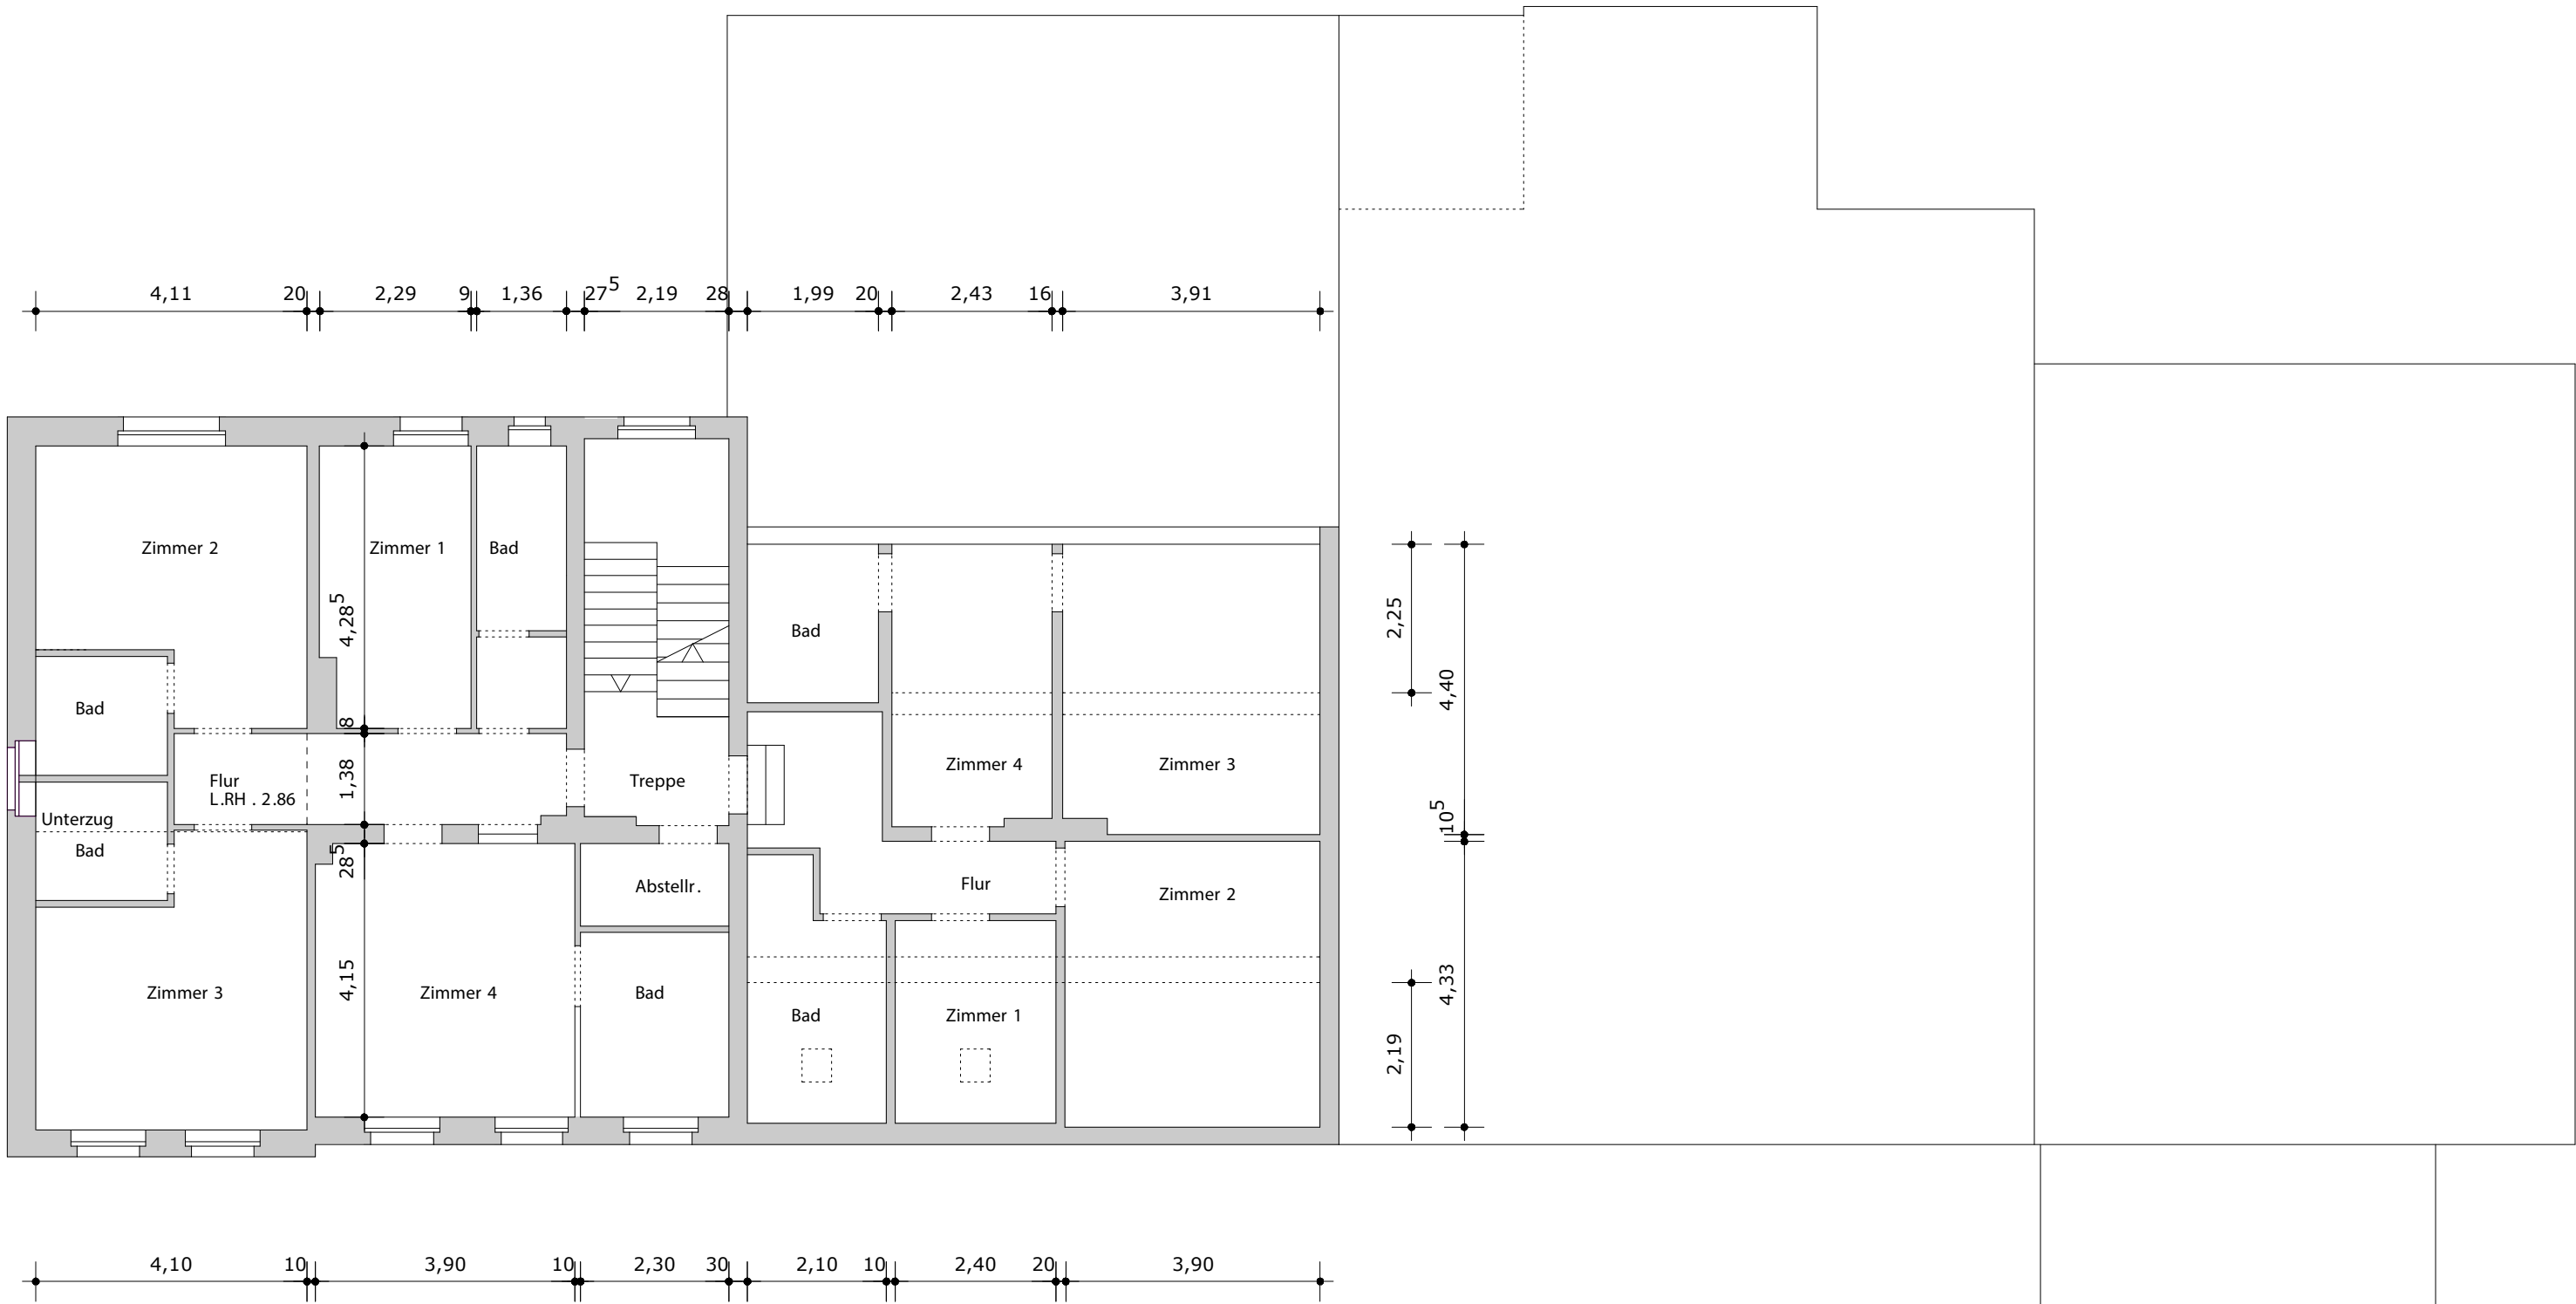 4,11 20 2,29 9 1,36 27⁵ 2,19 28 1,99 20 2,43 16 3,91
Zimmer 2
Zimmer 1
Bad
4,28⁵
2,25
Bad
4,40
Bad
8
Zimmer 4
Zimmer 3
Flur
L.RH . 2.86
1,38
Treppe
Unterzug
Bad
10⁵
28⁵
Abstellr.
Flur
Zimmer 2
Zimmer 3
4,15
Zimmer 4
Bad
4,33
Bad
Zimmer 1
2,19
4,10 10 3,90 10 2,30 30 2,10 10 2,40 20 3,90